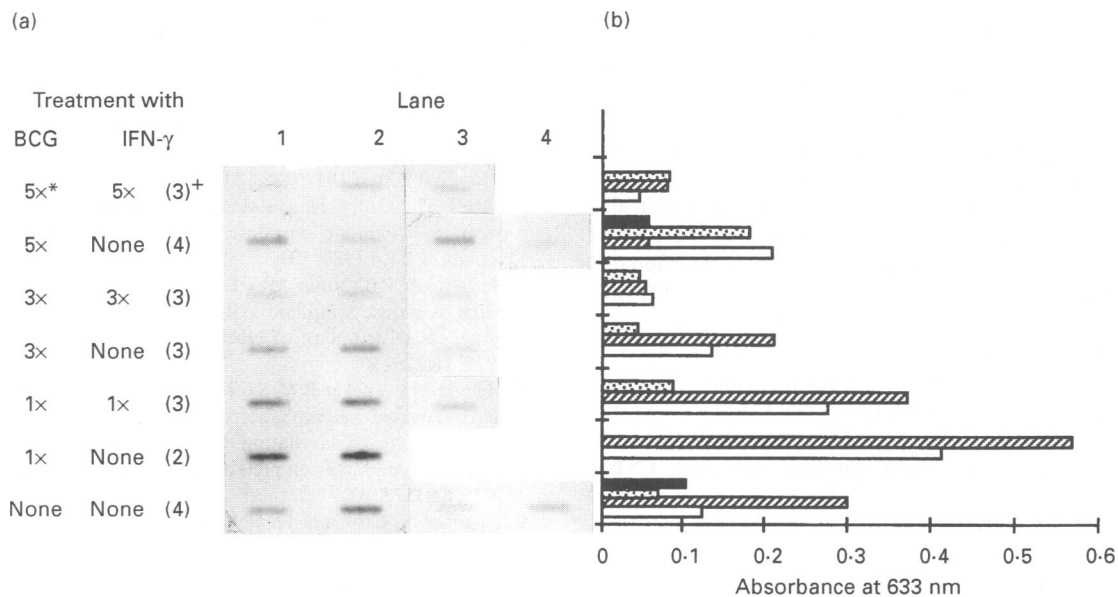 (a)
(b)
Treatment with Lane
BCG IFN-γ 1 2 3 4
5×* 5× (3)+
5× None (4)
3× 3× (3)
3× None (3)
1× 1× (3)
1× None (2)
None None (4)
0 0·1 0·2 0·3 0·4 0·5 0·6
Absorbance at 633 nm